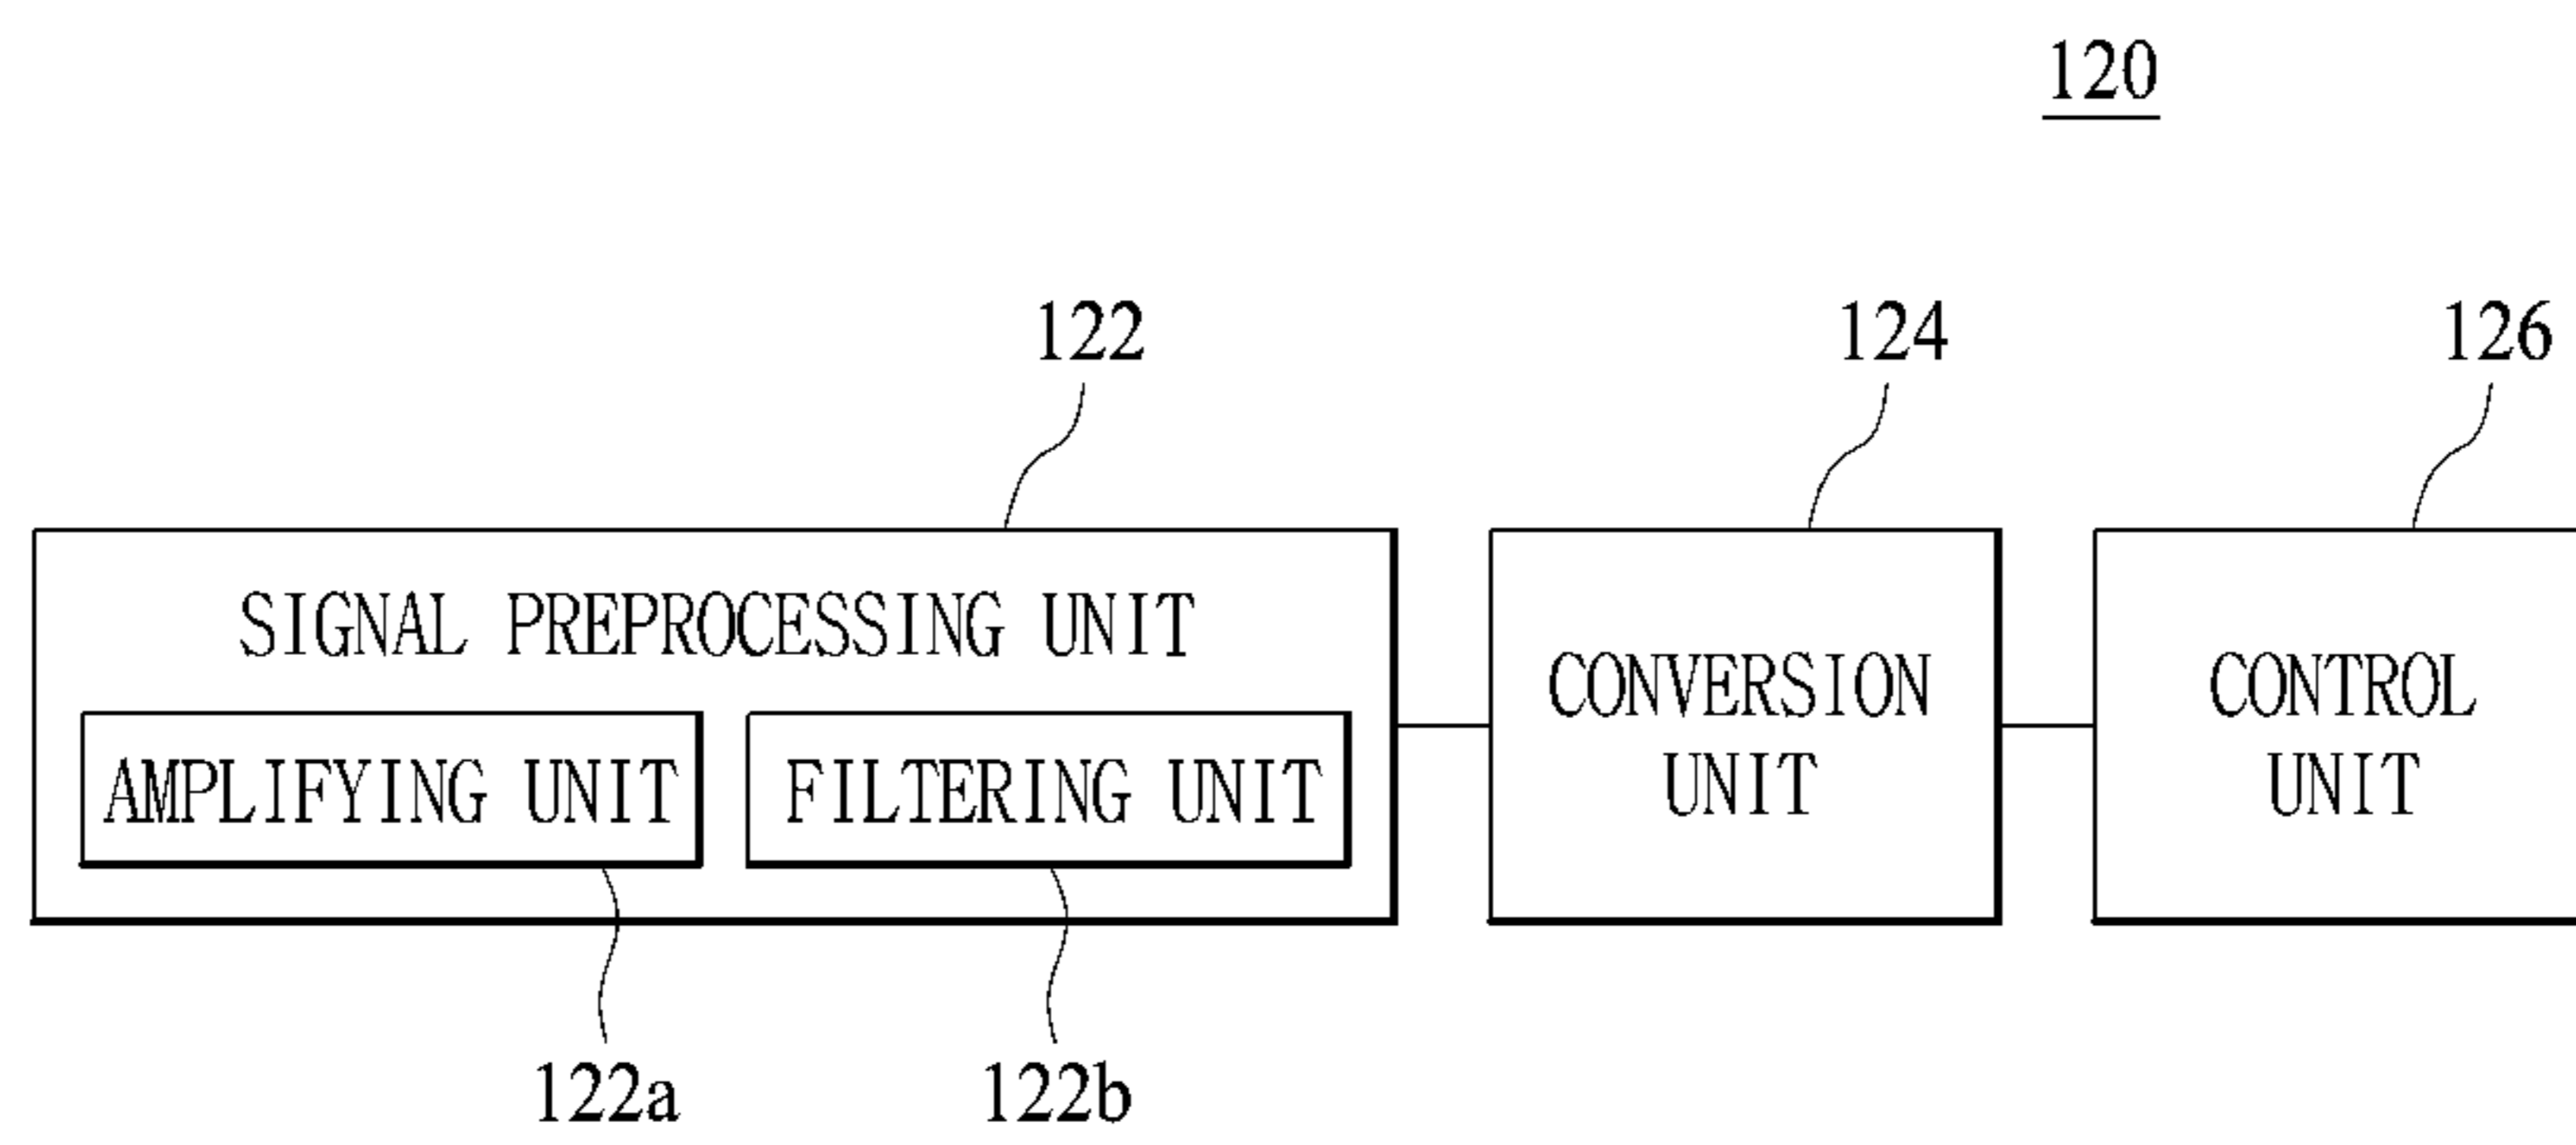 120
122
124
126
SIGNAL PREPROCESSING UNIT
AMPLIFYING UNIT
FILTERING UNIT
CONVERSION
UNIT
CONTROL
UNIT
122a
122b